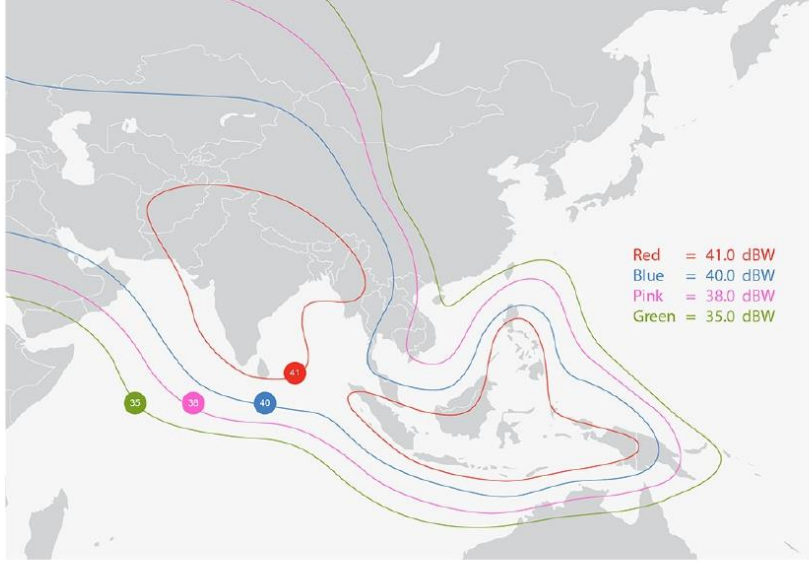 Red = 41.0 dBW
Blue = 40.0 dBW
Pink = 38.0 dBW
Green = 35.0 dBW
41
35
38
40